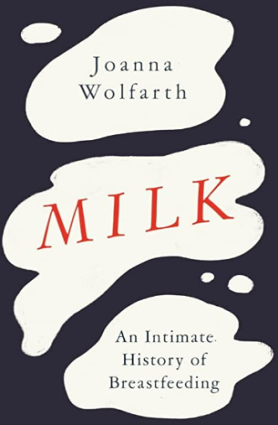 Joanna
Wolfarth
MILK
An Intimate
History of
Breastfeeding